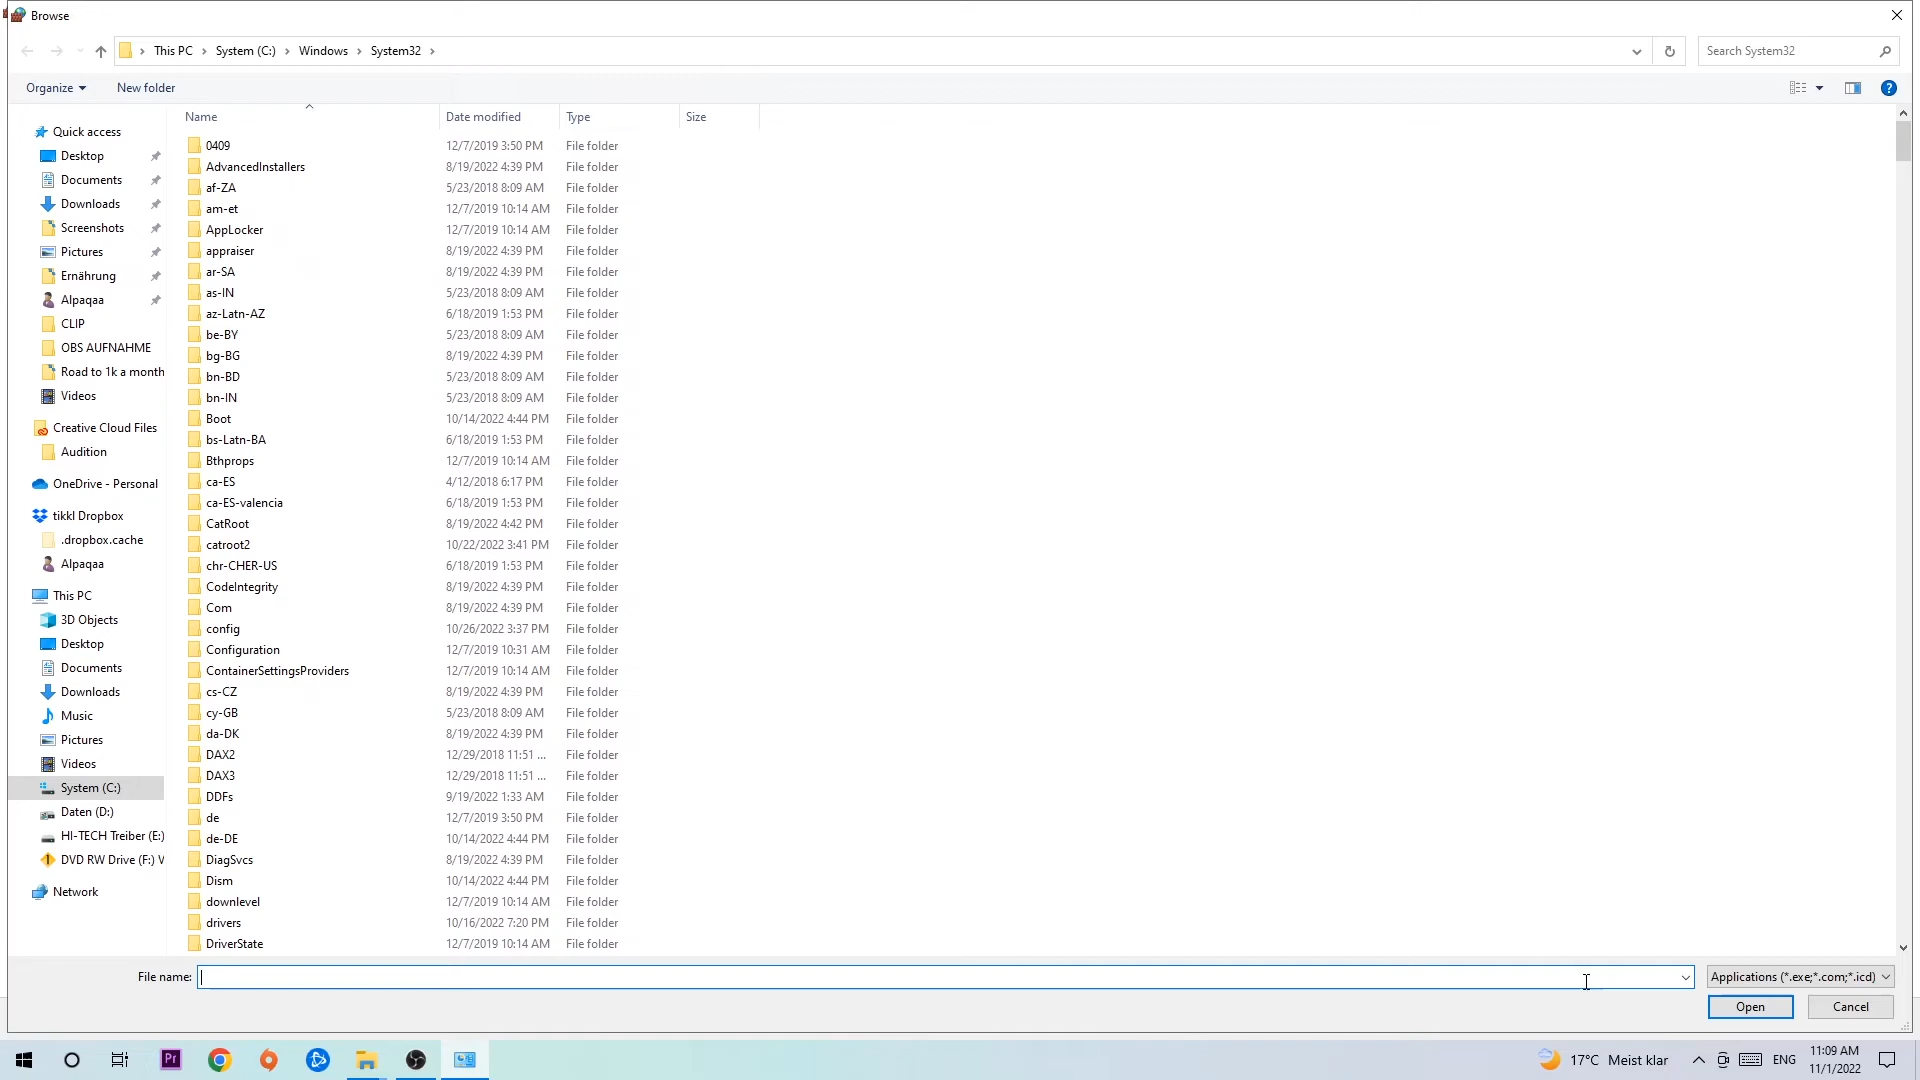 Browse
This PC > System (C:) > Windows > System32 >
Search System32
Organize
New folder
Name Date modified Type Size
Quick access
Desktop
Documents
Downloads
Screenshots
Pictures
Ernährung
Alpaqaa
CLIP
OBS AUFNAHME
Road to 1k a month
Videos
Creative Cloud Files
Audition
OneDrive - Personal
tikkl Dropbox
.dropbox.cache
Alpaqaa
This PC
3D Objects
Desktop
Documents
Downloads
Music
Pictures
Videos
System (C:)
Daten (D:)
HI-TECH Treiber (E:)
DVD RW Drive (F:) V
Network
0409 12/7/2019 3:50 PM File folder
AdvancedInstallers 8/19/2022 4:39 PM File folder
af-ZA 5/23/2018 8:09 AM File folder
am-et 12/7/2019 10:14 AM File folder
AppLocker 12/7/2019 10:14 AM File folder
appraiser 8/19/2022 4:39 PM File folder
ar-SA 8/19/2022 4:39 PM File folder
as-IN 5/23/2018 8:09 AM File folder
az-Latn-AZ 6/18/2019 1:53 PM File folder
be-BY 5/23/2018 8:09 AM File folder
bg-BG 8/19/2022 4:39 PM File folder
bn-BD 5/23/2018 8:09 AM File folder
bn-IN 5/23/2018 8:09 AM File folder
Boot 10/14/2022 4:44 PM File folder
bs-Latn-BA 6/18/2019 1:53 PM File folder
Bthprops 12/7/2019 10:14 AM File folder
ca-ES 4/12/2018 6:17 PM File folder
ca-ES-valencia 6/18/2019 1:53 PM File folder
CatRoot 8/19/2022 4:42 PM File folder
catroot2 10/22/2022 3:41 PM File folder
chr-CHER-US 6/18/2019 1:53 PM File folder
CodeIntegrity 8/19/2022 4:39 PM File folder
Com 8/19/2022 4:39 PM File folder
config 10/26/2022 3:37 PM File folder
Configuration 12/7/2019 10:31 AM File folder
ContainerSettingsProviders 12/7/2019 10:14 AM File folder
cs-CZ 8/19/2022 4:39 PM File folder
cy-GB 5/23/2018 8:09 AM File folder
da-DK 8/19/2022 4:39 PM File folder
DAX2 12/29/2018 11:51 ... File folder
DAX3 12/29/2018 11:51 ... File folder
DDFs 9/19/2022 1:33 AM File folder
de 12/7/2019 3:50 PM File folder
de-DE 10/14/2022 4:44 PM File folder
DiagSvcs 8/19/2022 4:39 PM File folder
Dism 10/14/2022 4:44 PM File folder
downlevel 12/7/2019 10:14 AM File folder
drivers 10/16/2022 7:20 PM File folder
DriverState 12/7/2019 10:14 AM File folder
File name:
Applications (*.exe;*.com;*.icd)
Open
Cancel
Pr
17°C Meist klar
ENG
11:09 AM
11/1/2022